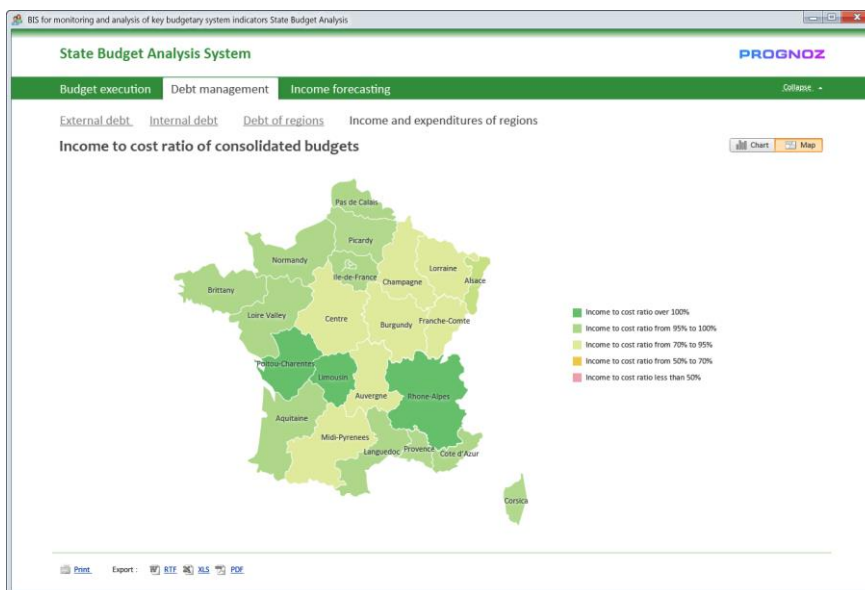 BIS for monitoring and analysis of key budgetary system indicators State Budget Analysis
State Budget Analysis System
PROGNOZ
Budget execution Debt management Income forecasting Collapse
External debt Internal debt Debt of regions Income and expenditures of regions
Income to cost ratio of consolidated budgets
Chart Map
Pas de Calais
Picardy
Normandy
Ile-de-France
Champagne
Lorraine
Alsace
Brittany
Loire Valley
Centre
Burgundy
Franche-Comte
Poitou-Charentes
Limousin
Auvergne
Rhone-Alpes
Aquitaine
Midi-Pyrenees
Languedoc
Provence
Cote d'Azur
Corsica
Income to cost ratio over 100%
Income to cost ratio from 95% to 100%
Income to cost ratio from 70% to 95%
Income to cost ratio from 50% to 70%
Income to cost ratio less than 50%
Print Export : RTF XLS PDF